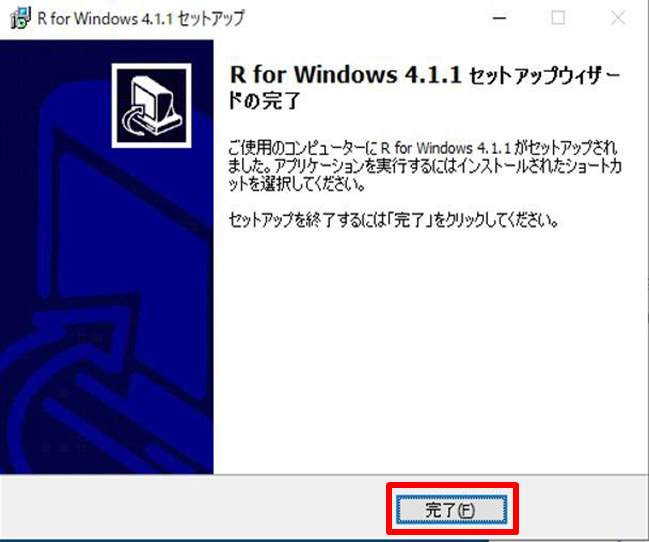 R for Windows 4.1.1 セットアップ
R for Windows 4.1.1 セットアップウィザー
ドの完了
ご使用のコンピューターに R for Windows 4.1.1 がセットアップされ
ました。アプリケーションを実行するにはインストールされたショートカ
ットを選択してください。
セットアップを終了するには「完了」をクリックしてください。
完了(F)